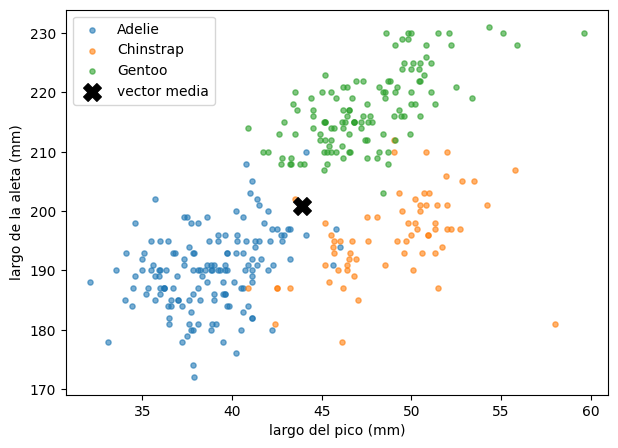 Adelie
Chinstrap
Gentoo
vector media
230
220
210
200
190
180
170
largo de la aleta (mm)
35
40
45
50
55
60
largo del pico (mm)